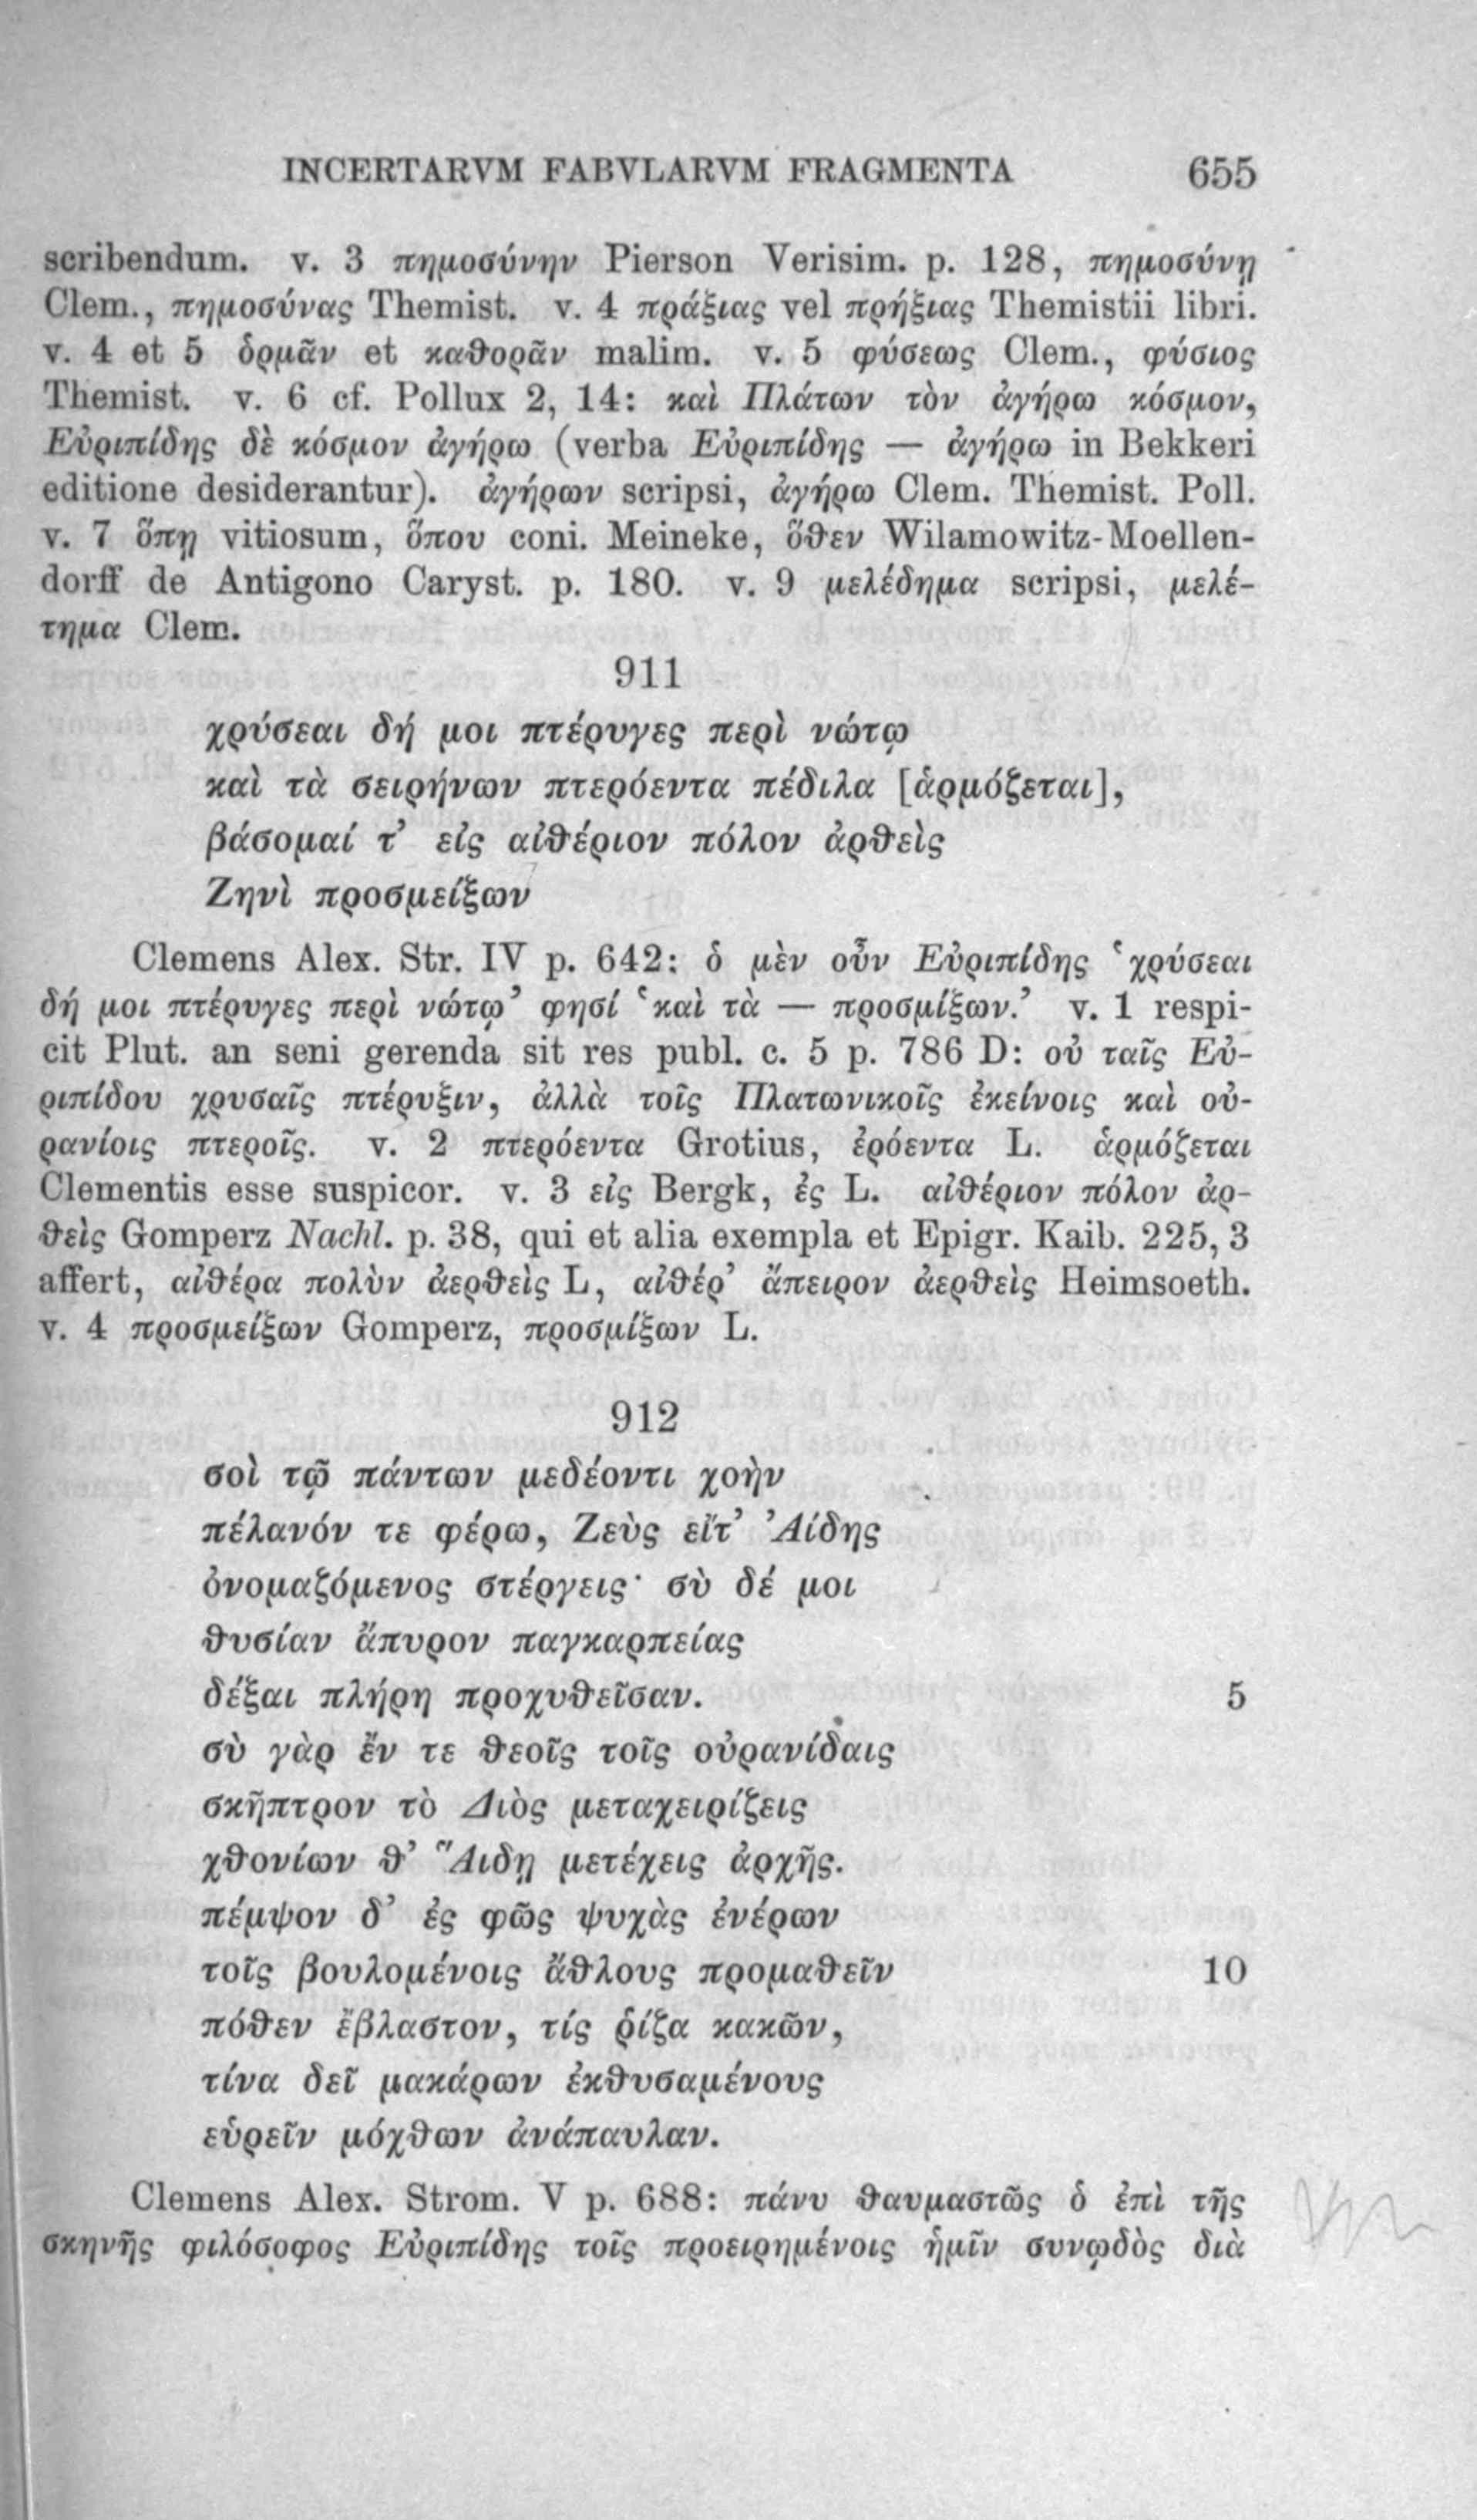 INCERTARVM FABVLARVM FRAGMENTA 655
scribendum. v. 3 πημοσύνην Pierson Verisim. p. 128, πημοσύνῃ
Clem., πημοσύνας Themist. v. 4 πράξιας vel πρήξιας Themistii libri.
v. 4 et 5 ὁρμᾶν et καθορᾶν malim. v. 5 φύσεως Clem., φύσιος
Themist. v. 6 cf. Pollux 2, 14: καὶ Πλάτων τὸν ἀγήρω κόσμον,
Εὐριπίδης δὲ κόσμον ἀγήρω (verba Εὐριπίδης — ἀγήρω in Bekkeri
editione desiderantur). ἀγήρων scripsi, ἀγήρω Clem. Themist. Poll.
v. 7 ὅπῃ vitiosum, ὅπου coni. Meineke, ὅθεν Wilamowitz-Moellen-
dorff de Antigono Caryst. p. 180. v. 9 μελέδημα scripsi, μελέ-
τημα Clem.
911
χρύσεαι δή μοι πτέρυγες περὶ νώτῳ
καὶ τὰ σειρήνων πτερόεντα πέδιλα [ἁρμόζεται],
βάσομαί τ’ εἰς αἰθέριον πόλον ἀρθεὶς
Ζηνὶ προσμείξων
Clemens Alex. Str. IV p. 642: ὁ μὲν οὖν Εὐριπίδης ‘χρύσεαι
δή μοι πτέρυγες περὶ νώτῳ’ φησί ‘καὶ τὰ — προσμίξων.’ v. 1 respi-
cit Plut. an seni gerenda sit res publ. c. 5 p. 786 D: οὐ ταῖς Εὐ-
ριπίδου χρυσαῖς πτέρυξιν, ἀλλὰ τοῖς Πλατωνικοῖς ἐκείνοις καὶ οὐ-
ρανίοις πτεροῖς. v. 2 πτερόεντα Grotius, ἐρόεντα L. ἁρμόζεται
Clementis esse suspicor. v. 3 εἰς Bergk, ἐς L. αἰθέριον πόλον ἀρ-
θεὶς Gomperz Nachl. p. 38, qui et alia exempla et Epigr. Kaib. 225, 3
affert, αἰθέρα πολὺν ἀερθεὶς L, αἰθέρ’ ἄπειρον ἀερθεὶς Heimsoeth.
v. 4 προσμείξων Gomperz, προσμίξων L.
912
σοὶ τῷ πάντων μεδέοντι χοὴν
πέλανόν τε φέρω, Ζεὺς εἴτ’ Ἀίδης
ὀνομαζόμενος στέργεις· σὺ δέ μοι
θυσίαν ἄπυρον παγκαρπείας
δέξαι πλήρη προχυθεῖσαν. 5
σὺ γὰρ ἔν τε θεοῖς τοῖς οὐρανίδαις
σκῆπτρον τὸ Διὸς μεταχειρίζεις
χθονίων θ’ Ἅιδῃ μετέχεις ἀρχῆς.
πέμψον δ’ ἐς φῶς ψυχὰς ἐνέρων
τοῖς βουλομένοις ἄθλους προμαθεῖν 10
πόθεν ἔβλαστον, τίς ῥίζα κακῶν,
τίνα δεῖ μακάρων ἐκθυσαμένους
εὑρεῖν μόχθων ἀνάπαυλαν.
Clemens Alex. Strom. V p. 688: πάνυ θαυμαστῶς ὁ ἐπὶ τῆς
σκηνῆς φιλόσοφος Εὐριπίδης τοῖς προειρημένοις ἡμῖν συνῳδὸς διὰ